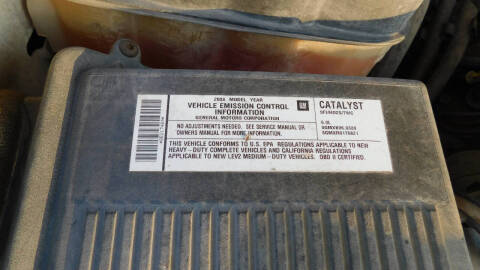 MODEL YEAR
VEHICLE EMISSION CONTROL
INFORMATION
GENERAL MOTORS CORPORATION
GM
CATALYST
6.0L
NO ADJUSTMENTS NEEDED. SEE SERVICE MANUAL OR
OWNERS MANUAL FOR MORE INFORMATION.
THIS VEHICLE CONFORMS TO U.S. EPA REGULATIONS APPLICABLE TO NEW
HEAVY-DUTY COMPLETE VEHICLES AND CALIFORNIA REGULATIONS
APPLICABLE TO NEW LEV2 MEDIUM-DUTY VEHICLES. OBD II CERTIFIED.